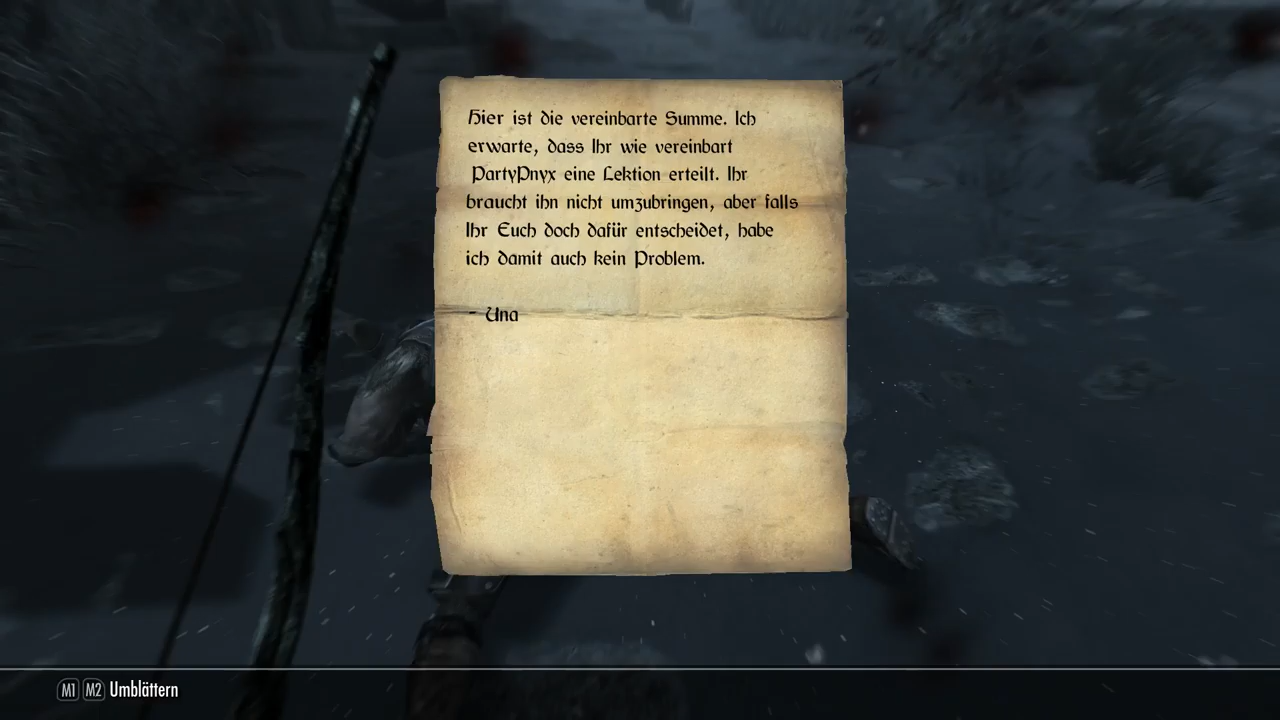 Hier ist die vereinbarte Summe. Ich
erwarte, dass Ihr wie vereinbart
PartyPnyx eine Lektion erteilt. Ihr
braucht ihn nicht umzubringen, aber falls
Ihr Euch doch dafür entscheidet, habe
ich damit auch kein Problem.
- Una
M1 M2 Umblättern